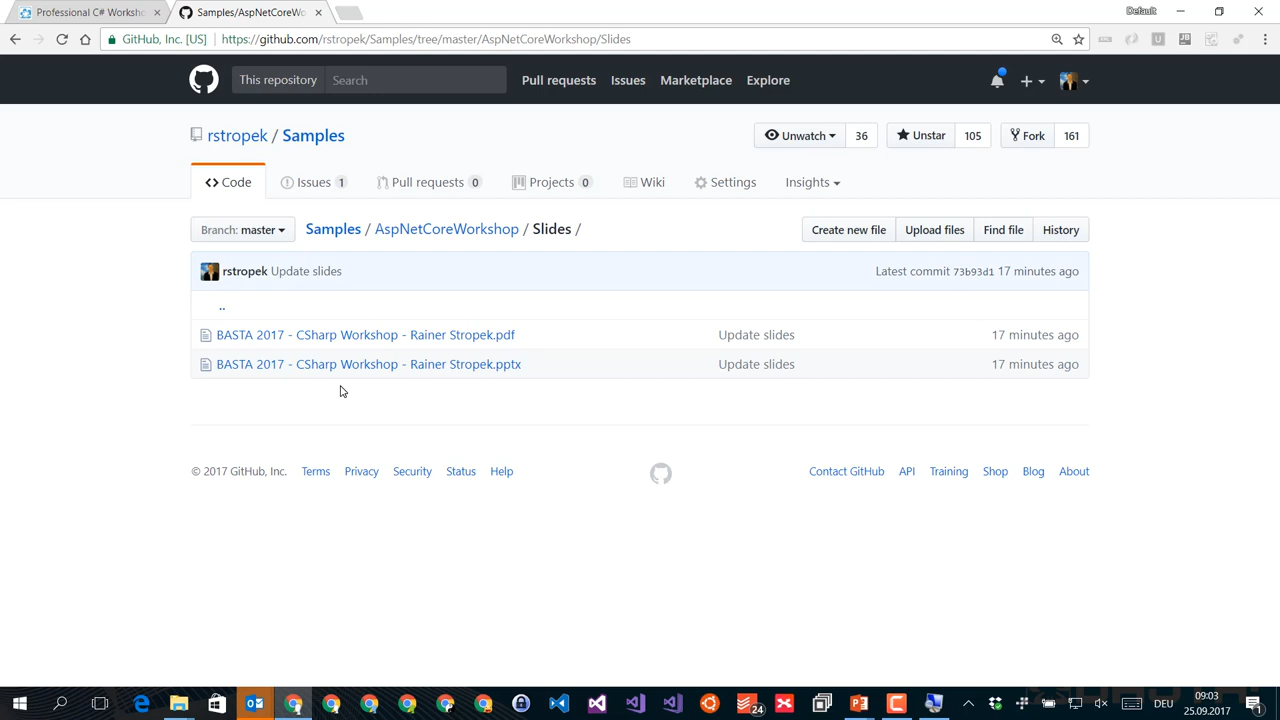 Professional C# Worksho
Samples/AspNetCoreWo
Default
GitHub, Inc. [US]
https://github.com/rstropek/Samples/tree/master/AspNetCoreWorkshop/Slides
This repository
Search
Pull requests
Issues
Marketplace
Explore
rstropek / Samples
Unwatch 36
Unstar 105
Fork 161
Code
Issues 1
Pull requests 0
Projects 0
Wiki
Settings
Insights
Branch: master
Samples / AspNetCoreWorkshop / Slides /
Create new file
Upload files
Find file
History
rstropek Update slides
Latest commit 73b93d1 17 minutes ago
..
BASTA 2017 - CSharp Workshop - Rainer Stropek.pdf Update slides 17 minutes ago
BASTA 2017 - CSharp Workshop - Rainer Stropek.pptx Update slides 17 minutes ago
© 2017 GitHub, Inc. Terms Privacy Security Status Help
Contact GitHub API Training Shop Blog About
24
DEU
09:03
25.09.2017